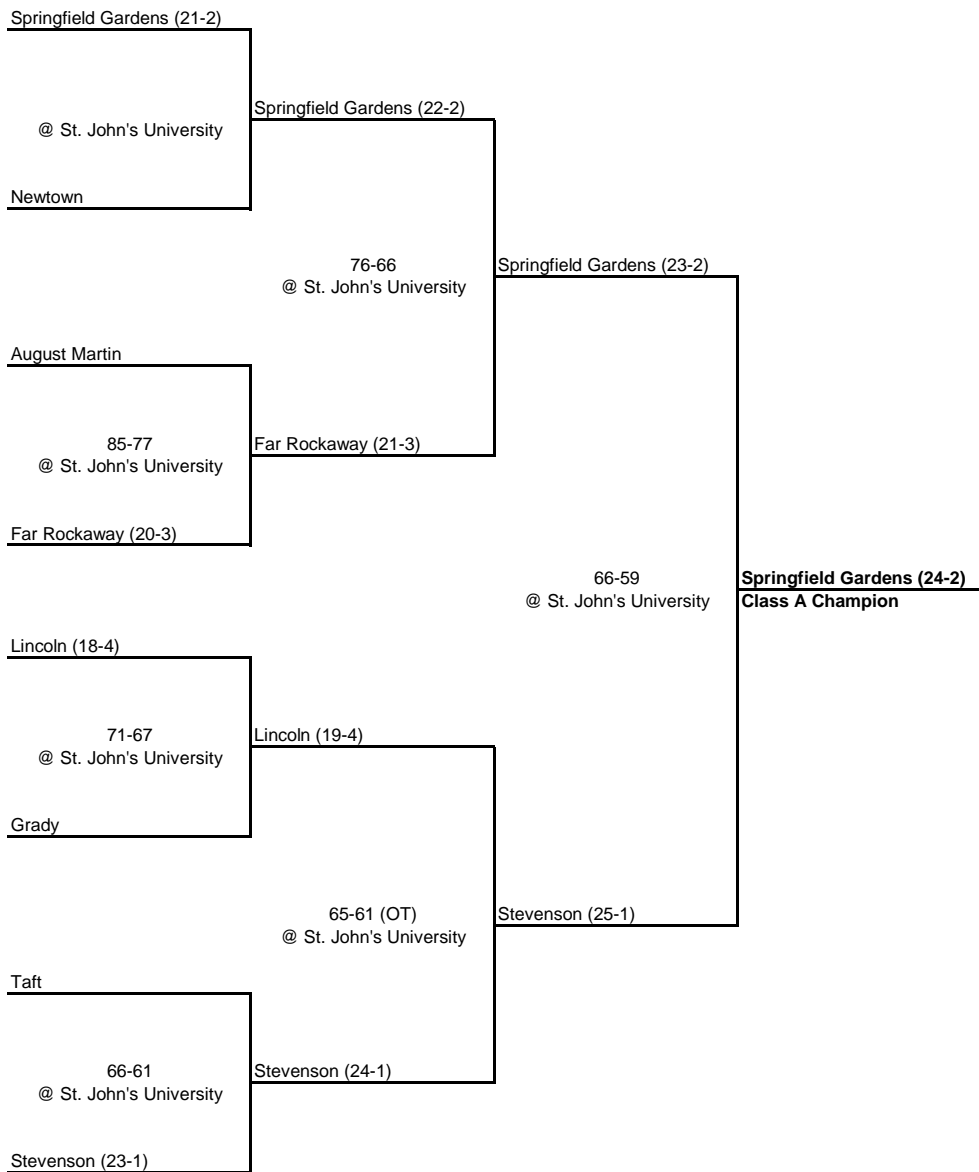 Springfield Gardens (21-2)
Springfield Gardens (22-2)
@ St. John's University
Newtown
76-66
@ St. John's University
Springfield Gardens (23-2)
August Martin
85-77
@ St. John's University
Far Rockaway (21-3)
Far Rockaway (20-3)
66-59
@ St. John's University
Springfield Gardens (24-2)
Class A Champion
Lincoln (18-4)
71-67
@ St. John's University
Lincoln (19-4)
Grady
65-61 (OT)
@ St. John's University
Stevenson (25-1)
Taft
66-61
@ St. John's University
Stevenson (24-1)
Stevenson (23-1)